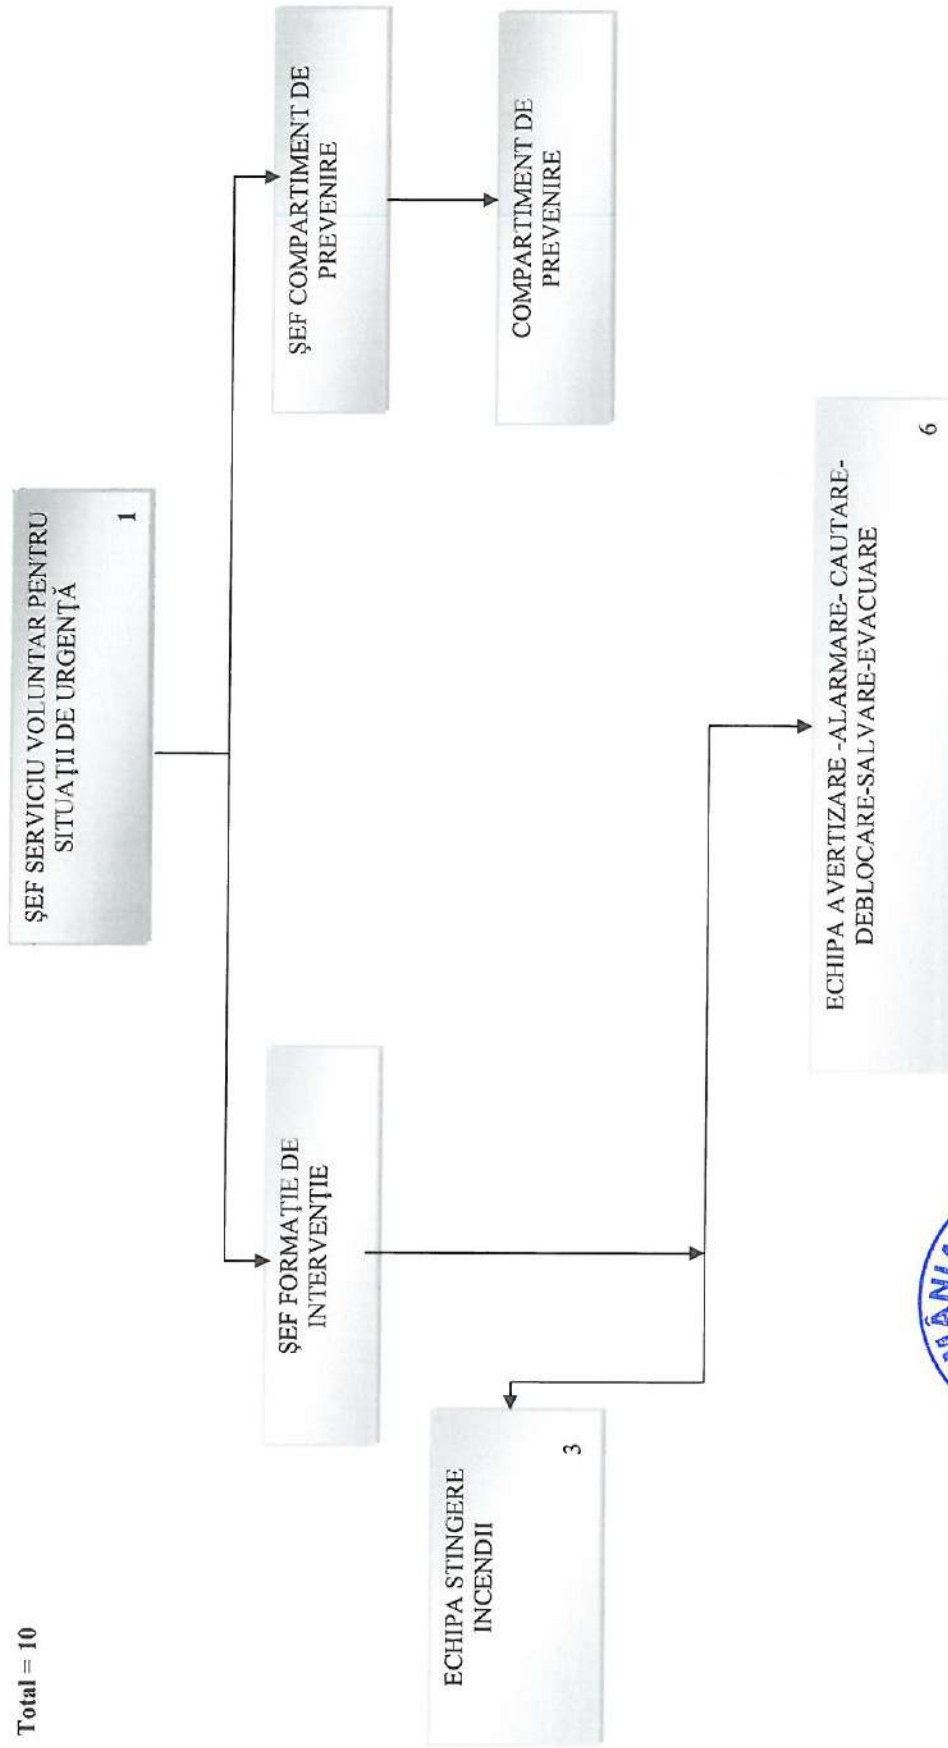 Total = 10
ŞEF SERVICIU VOLUNTAR PENTRU
SITUAŢII DE URGENŢĂ
1
ŞEF FORMAŢIE DE
INTERVENŢIE
ŞEF COMPARTIMENT DE
PREVENIRE
COMPARTIMENT DE
PREVENIRE
ECHIPA STINGERE
INCENDII
3
ECHIPA AVERTIZARE -ALARMARE- CAUTARE-
DEBLOCARE-SALVARE-EVACUARE
6